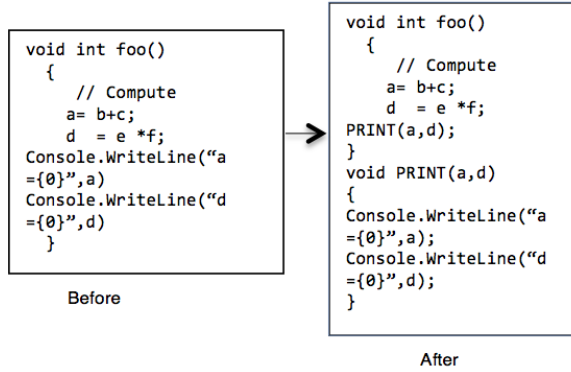 void int foo()
{
// Compute
a= b+c;
d = e *f;
Console.WriteLine(“a
={0}”,a)
Console.WriteLine(“d
={0}”,d)
}
Before
void int foo()
{
// Compute
a= b+c;
d = e *f;
PRINT(a,d);
}
void PRINT(a,d)
{
Console.WriteLine(“a
={0}”,a);
Console.WriteLine(“d
={0}”,d);
}
After